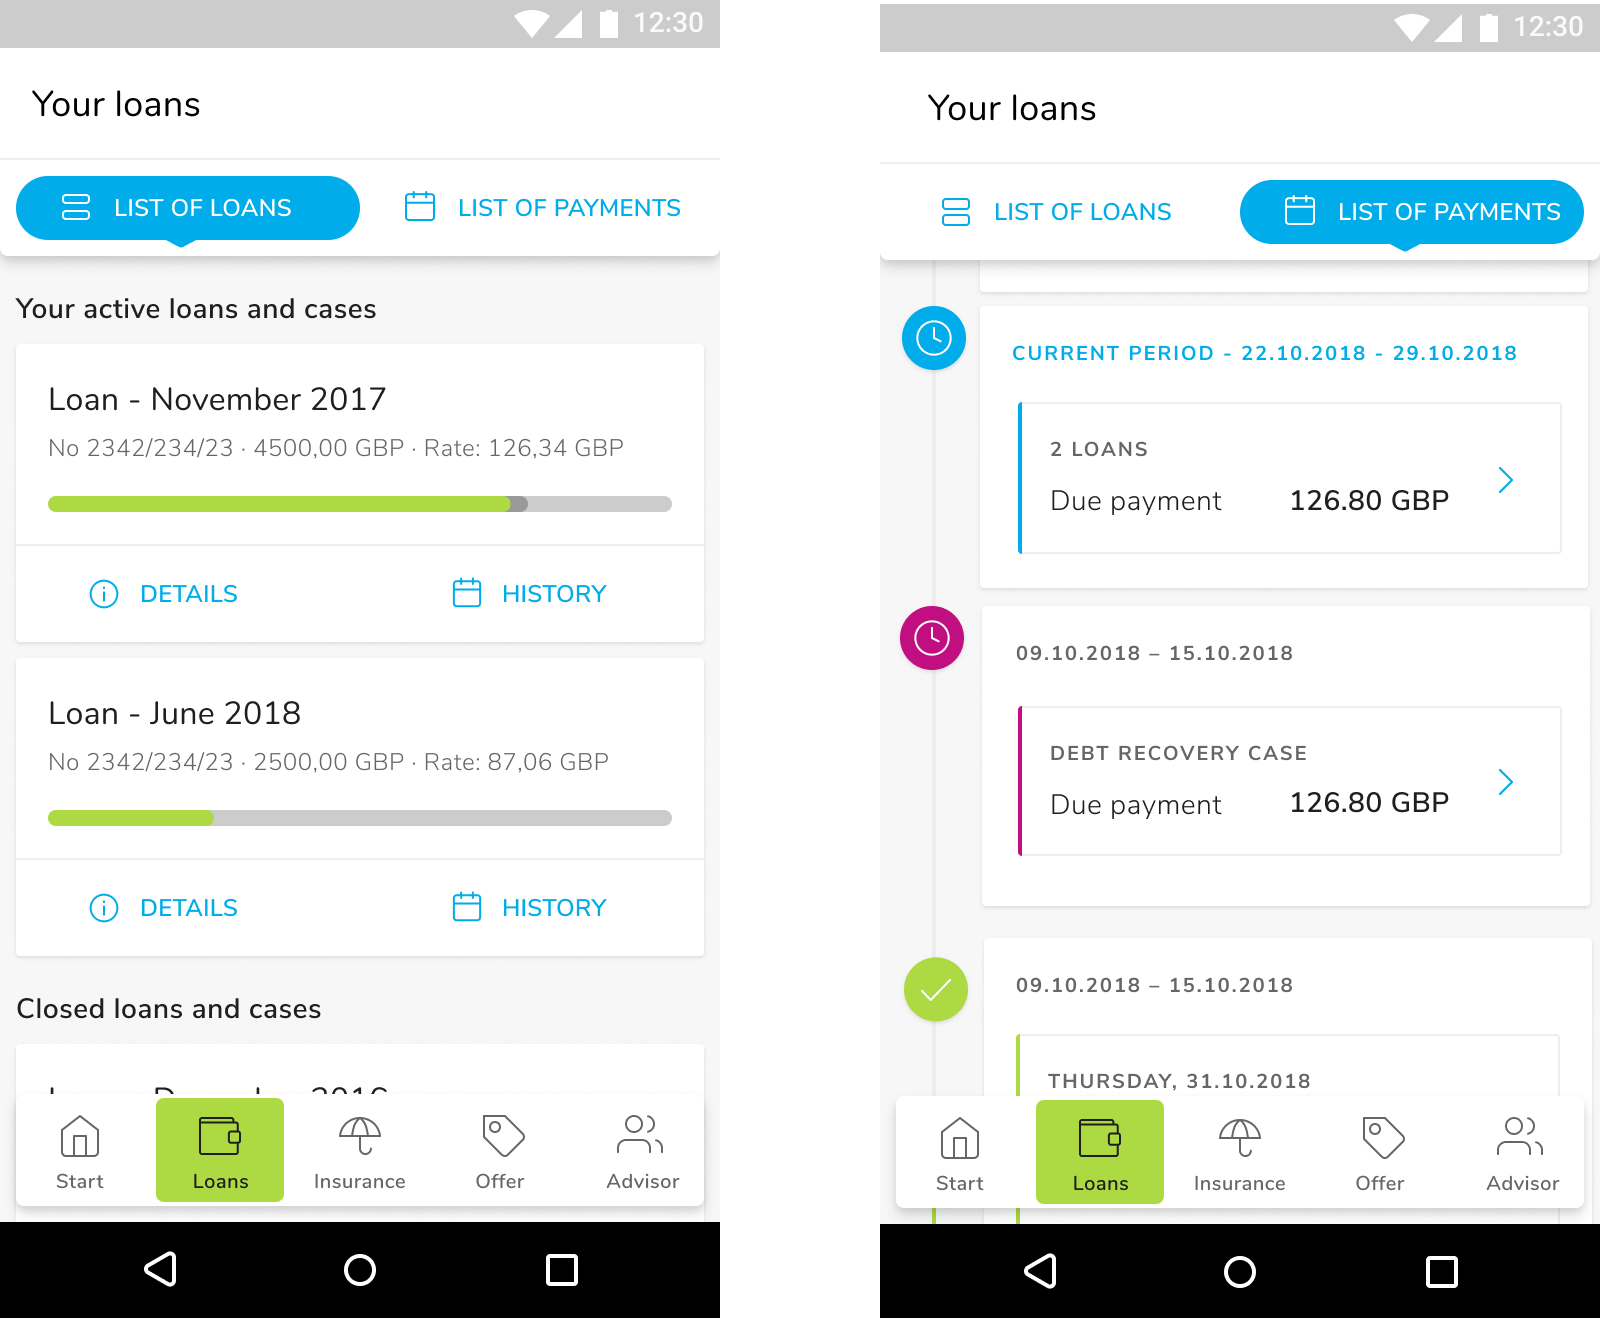 12:30
Your loans
LIST OF LOANS
LIST OF PAYMENTS
Your active loans and cases
Loan - November 2017
No 2342/234/23 · 4500,00 GBP · Rate: 126,34 GBP
DETAILS
HISTORY
Loan - June 2018
No 2342/234/23 · 2500,00 GBP · Rate: 87,06 GBP
DETAILS
HISTORY
Closed loans and cases
Start
Loans
Insurance
Offer
Advisor
12:30
Your loans
LIST OF LOANS
LIST OF PAYMENTS
CURRENT PERIOD - 22.10.2018 - 29.10.2018
2 LOANS
Due payment 126.80 GBP
09.10.2018 – 15.10.2018
DEBT RECOVERY CASE
Due payment 126.80 GBP
09.10.2018 – 15.10.2018
THURSDAY, 31.10.2018
Start
Loans
Insurance
Offer
Advisor